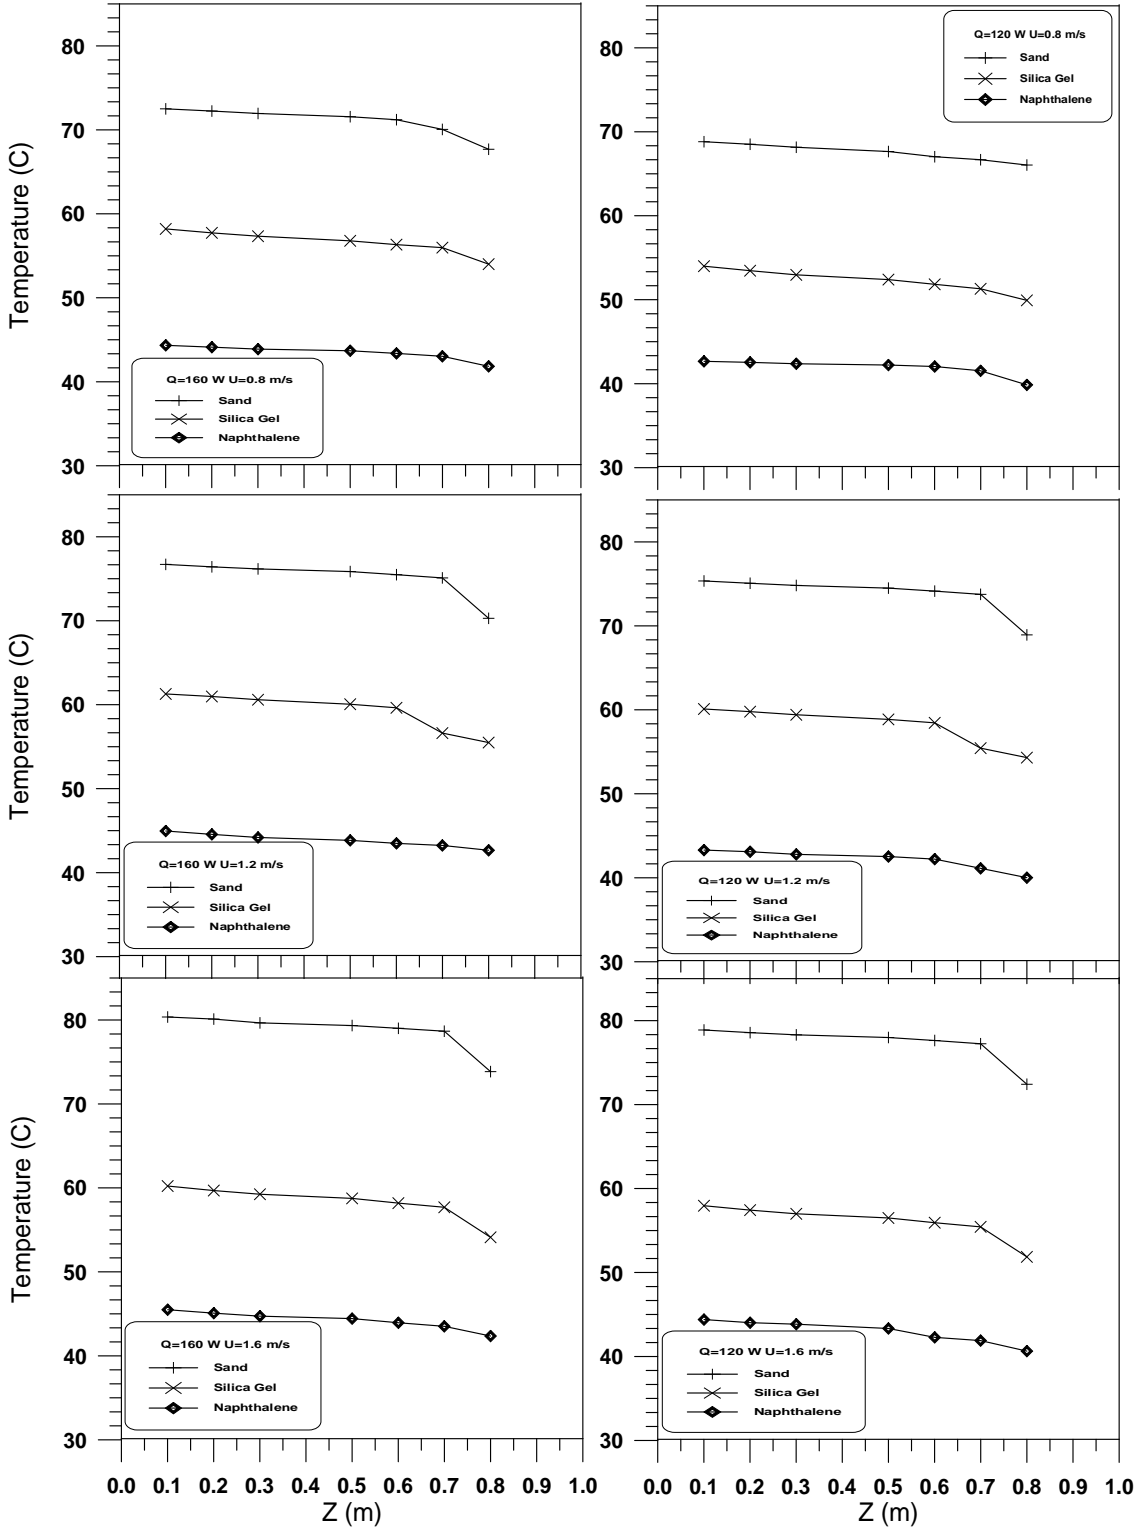 80
70
60
50
40
30
Temperature (C)
Q=160 W U=0.8 m/s
Sand
Silica Gel
Naphthalene
80
70
60
50
40
30
Q=120 W U=0.8 m/s
Sand
Silica Gel
Naphthalene
80
70
60
50
40
30
Temperature (C)
Q=160 W U=1.2 m/s
Sand
Silica Gel
Naphthalene
80
70
60
50
40
30
Q=120 W U=1.2 m/s
Sand
Silica Gel
Naphthalene
80
70
60
50
40
30
Temperature (C)
Q=160 W U=1.6 m/s
Sand
Silica Gel
Naphthalene
0.0 0.1 0.2 0.3 0.4 0.5 0.6 0.7 0.8 0.9 1.0
Z (m)
80
70
60
50
40
30
Q=120 W U=1.6 m/s
Sand
Silica Gel
Naphthalene
0.0 0.1 0.2 0.3 0.4 0.5 0.6 0.7 0.8 0.9 1.0
Z (m)